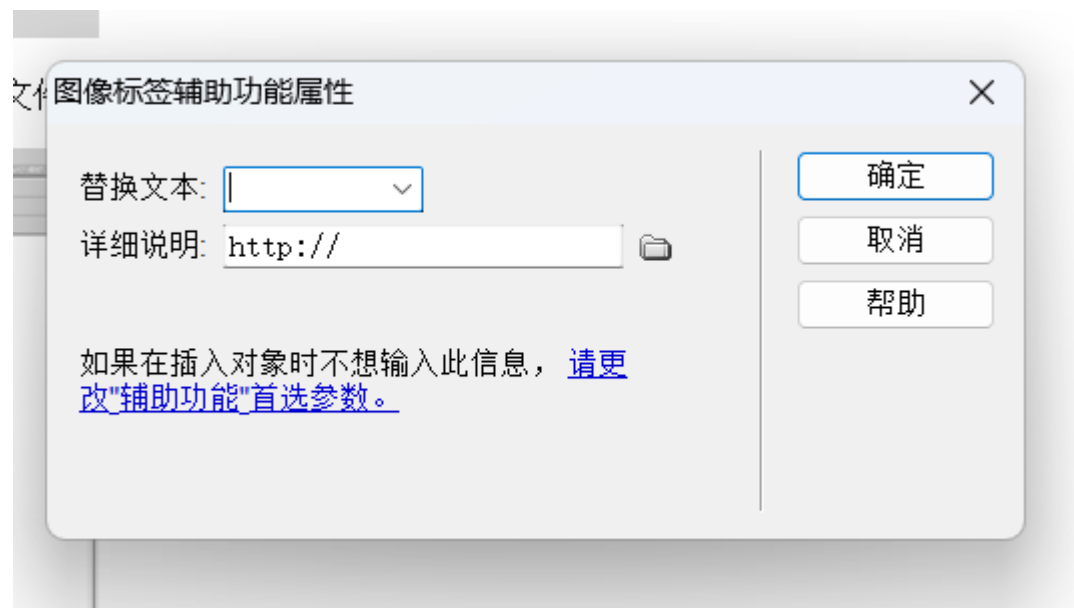 文件
图像标签辅助功能属性
替换文本:
确定
详细说明: http://
取消
帮助
如果在插入对象时不想输入此信息，请更
改"辅助功能"首选参数。